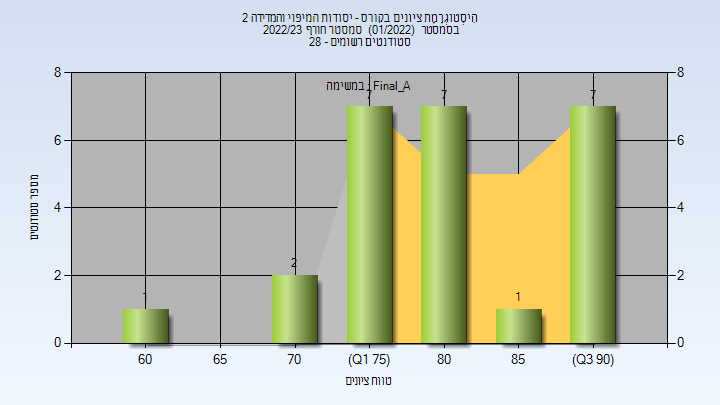 היסטוגרמת ציונים בקורס - יסודות המיפוי והמדידה 2
בסמסטר (01/2022) סמסטר חורף 2022/23
סטודנטים רשומים - 28
במשימה : Final_A
8
6
4
2
0
8
6
4
2
0
1
2
7
7
1
7
60
65
70
(Q1 75)
80
85
(Q3 90)
מספר סטודנטים
טווח ציונים